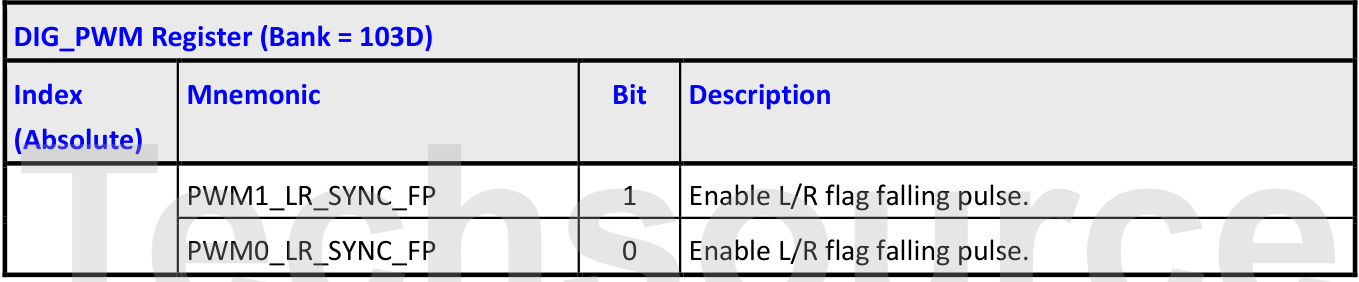 DIG_PWM Register (Bank = 103D)
Index (Absolute) Mnemonic Bit Description
PWM1_LR_SYNC_FP 1 Enable L/R flag falling pulse.
PWM0_LR_SYNC_FP 0 Enable L/R flag falling pulse.
Techsource